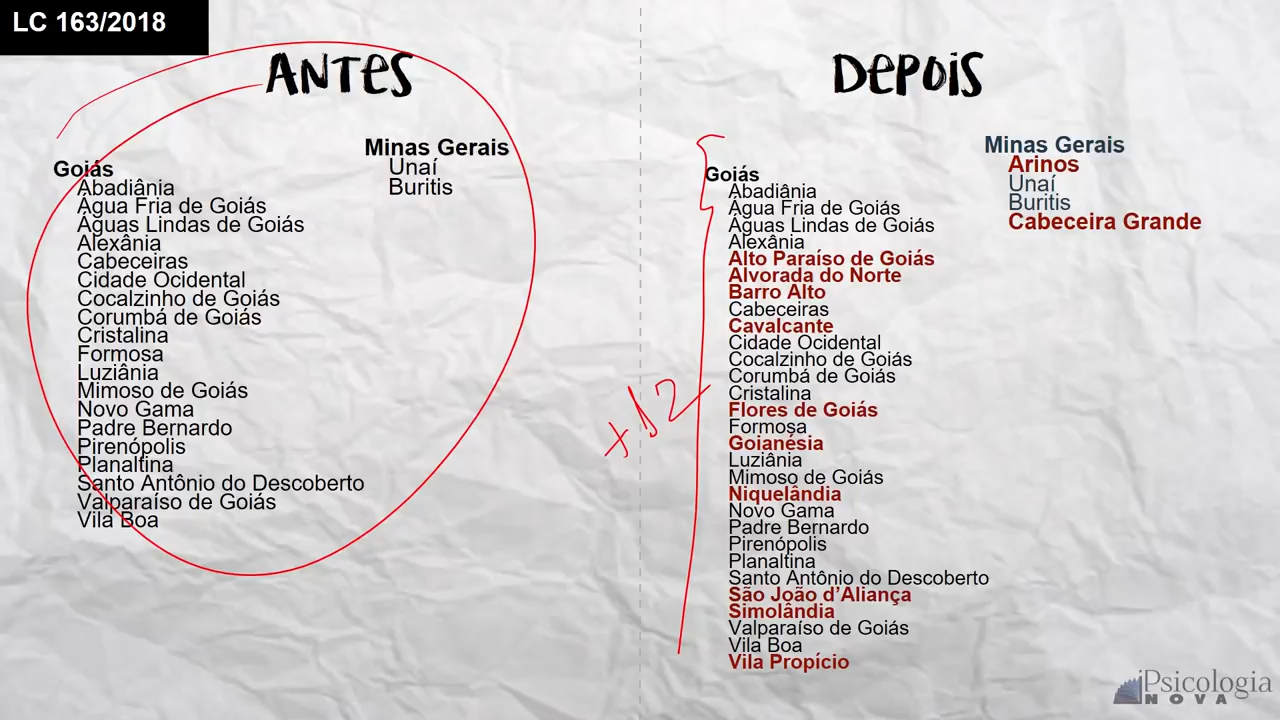 LC 163/2018
ANTES
Minas Gerais
Unaí
Buritis
Goiás
Abadiânia
Água Fria de Goiás
Águas Lindas de Goiás
Alexânia
Cabeceiras
Cidade Ocidental
Cocalzinho de Goiás
Corumbá de Goiás
Cristalina
Formosa
Luziânia
Mimoso de Goiás
Novo Gama
Padre Bernardo
Pirenópolis
Planaltina
Santo Antônio do Descoberto
Valparaíso de Goiás
Vila Boa
DEPOIS
Minas Gerais
Arinos
Unaí
Buritis
Cabeceira Grande
Goiás
Abadiânia
Água Fria de Goiás
Águas Lindas de Goiás
Alexânia
Alto Paraíso de Goiás
Alvorada do Norte
Barro Alto
Cabeceiras
Cavalcante
Cidade Ocidental
Cocalzinho de Goiás
Corumbá de Goiás
Cristalina
Flores de Goiás
Formosa
Goianésia
Luziânia
Mimoso de Goiás
Niquelândia
Novo Gama
Padre Bernardo
Pirenópolis
Planaltina
Santo Antônio do Descoberto
São João d’Aliança
Simolândia
Valparaíso de Goiás
Vila Boa
Vila Propício
+12
Psicologia
NOVA